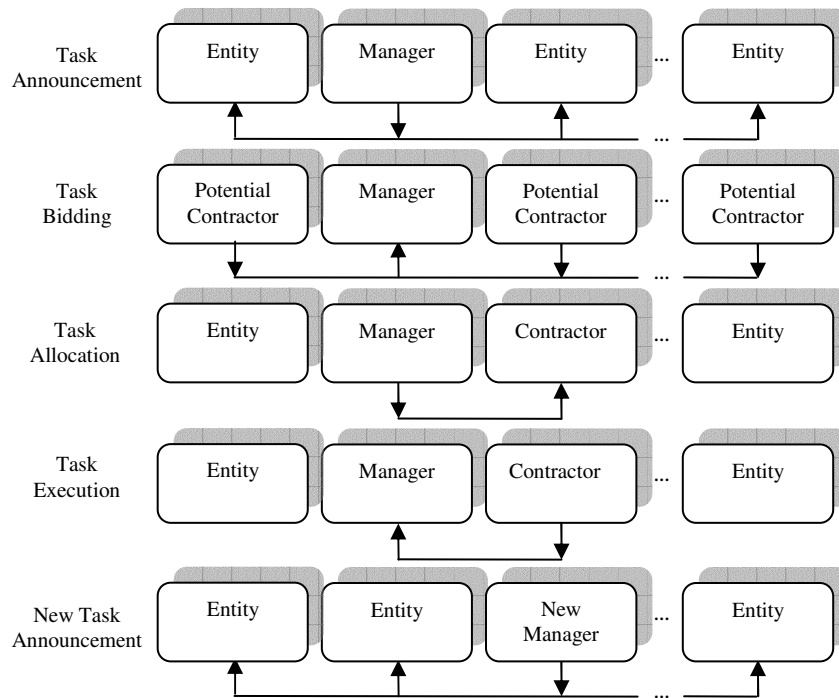 Task
Announcement
Entity
Manager
Entity
...
Entity
...
Task
Bidding
Potential
Contractor
Manager
Potential
Contractor
...
Potential
Contractor
...
Task
Allocation
Entity
Manager
Contractor
...
Entity
Task
Execution
Entity
Manager
Contractor
...
Entity
New Task
Announcement
Entity
Entity
New
Manager
...
Entity
...